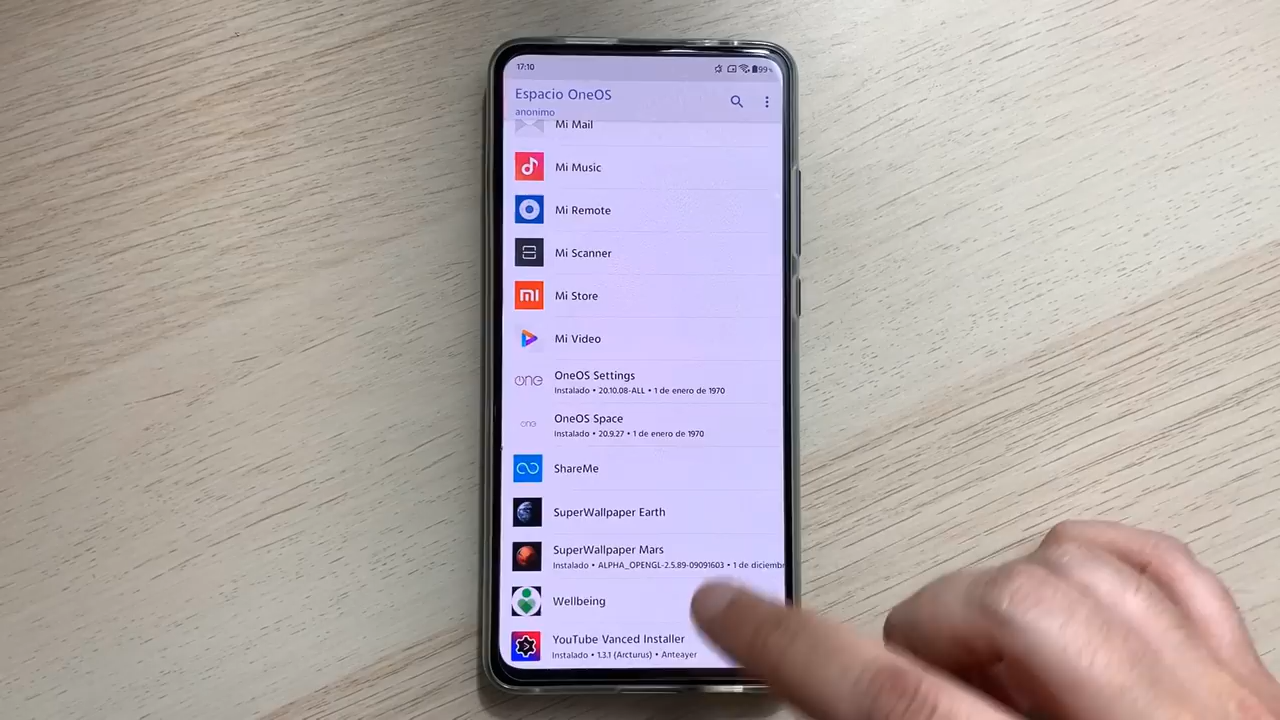 17:10
99%
Espacio OneOS
anonimo
Mi Mail
Mi Music
Mi Remote
Mi Scanner
mi
Mi Store
Mi Video
one
OneOS Settings
Instalado • 20.10.08-ALL • 1 de enero de 1970
one
OneOS Space
Instalado • 20.9.27 • 1 de enero de 1970
ShareMe
SuperWallpaper Earth
SuperWallpaper Mars
Instalado • ALPHA_OPENGL-2.5.89-09091603 • 1 de diciembr
Wellbeing
YouTube Vanced Installer
Instalado • 1.3.1 (Arcturus) • Anteayer